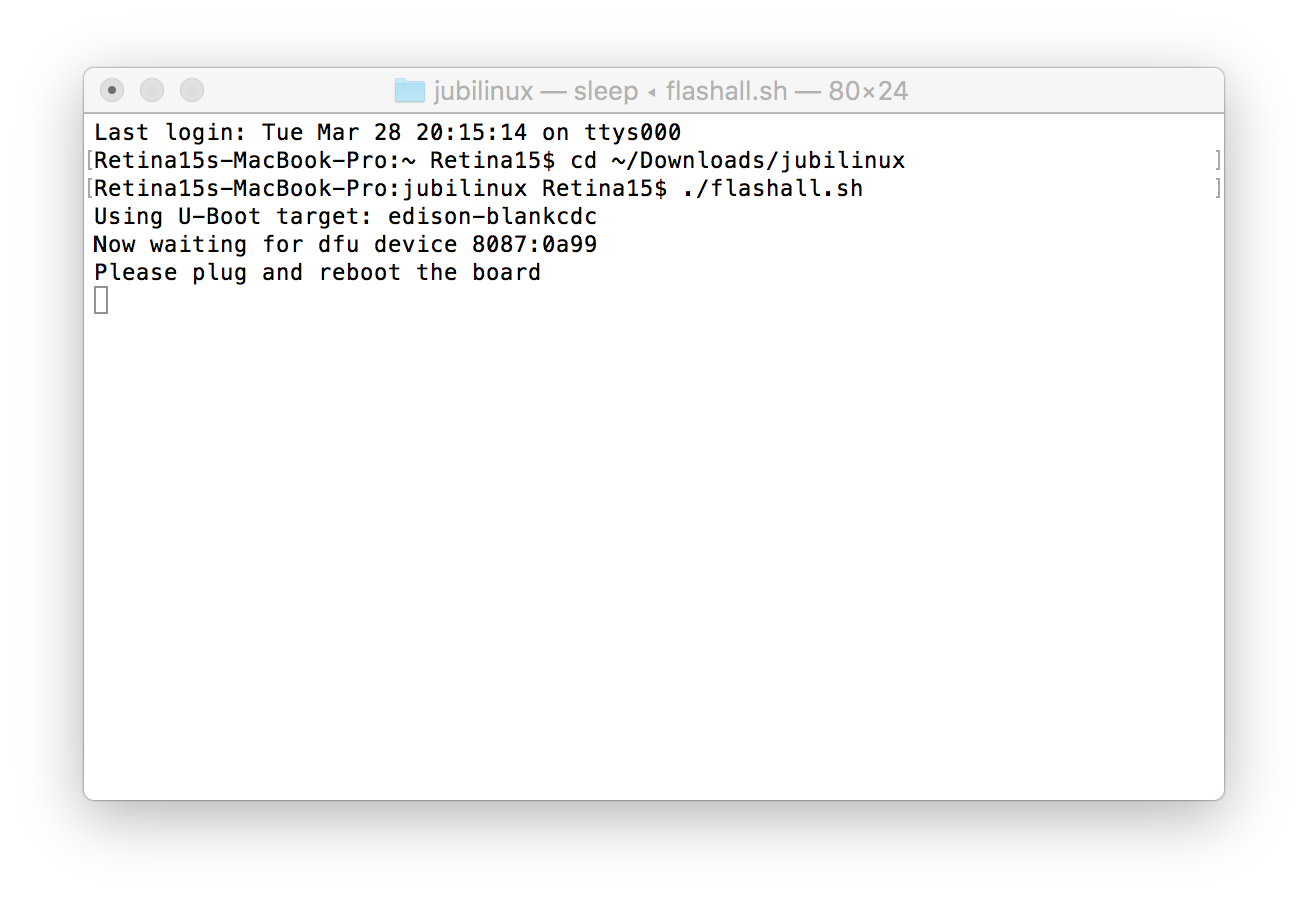 jubilinux — sleep ◂ flashall.sh — 80×24
Last login: Tue Mar 28 20:15:14 on ttys000
[Retina15s-MacBook-Pro:~ Retina15$ cd ~/Downloads/jubilinux ]
[Retina15s-MacBook-Pro:jubilinux Retina15$ ./flashall.sh ]
Using U-Boot target: edison-blankcdc
Now waiting for dfu device 8087:0a99
Please plug and reboot the board